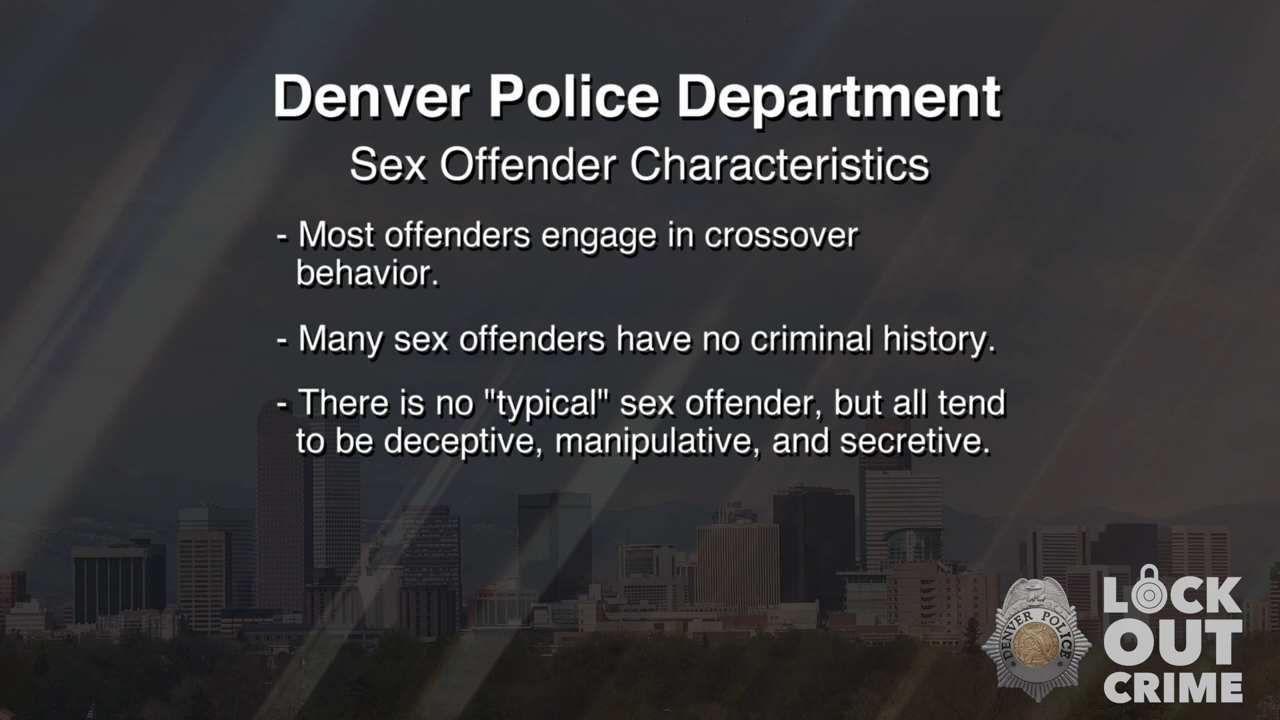 Denver Police Department
Sex Offender Characteristics
- Most offenders engage in crossover
behavior.
- Many sex offenders have no criminal history.
- There is no "typical" sex offender, but all tend
to be deceptive, manipulative, and secretive.
DENVER POLICE
LOCK
OUT
CRIME